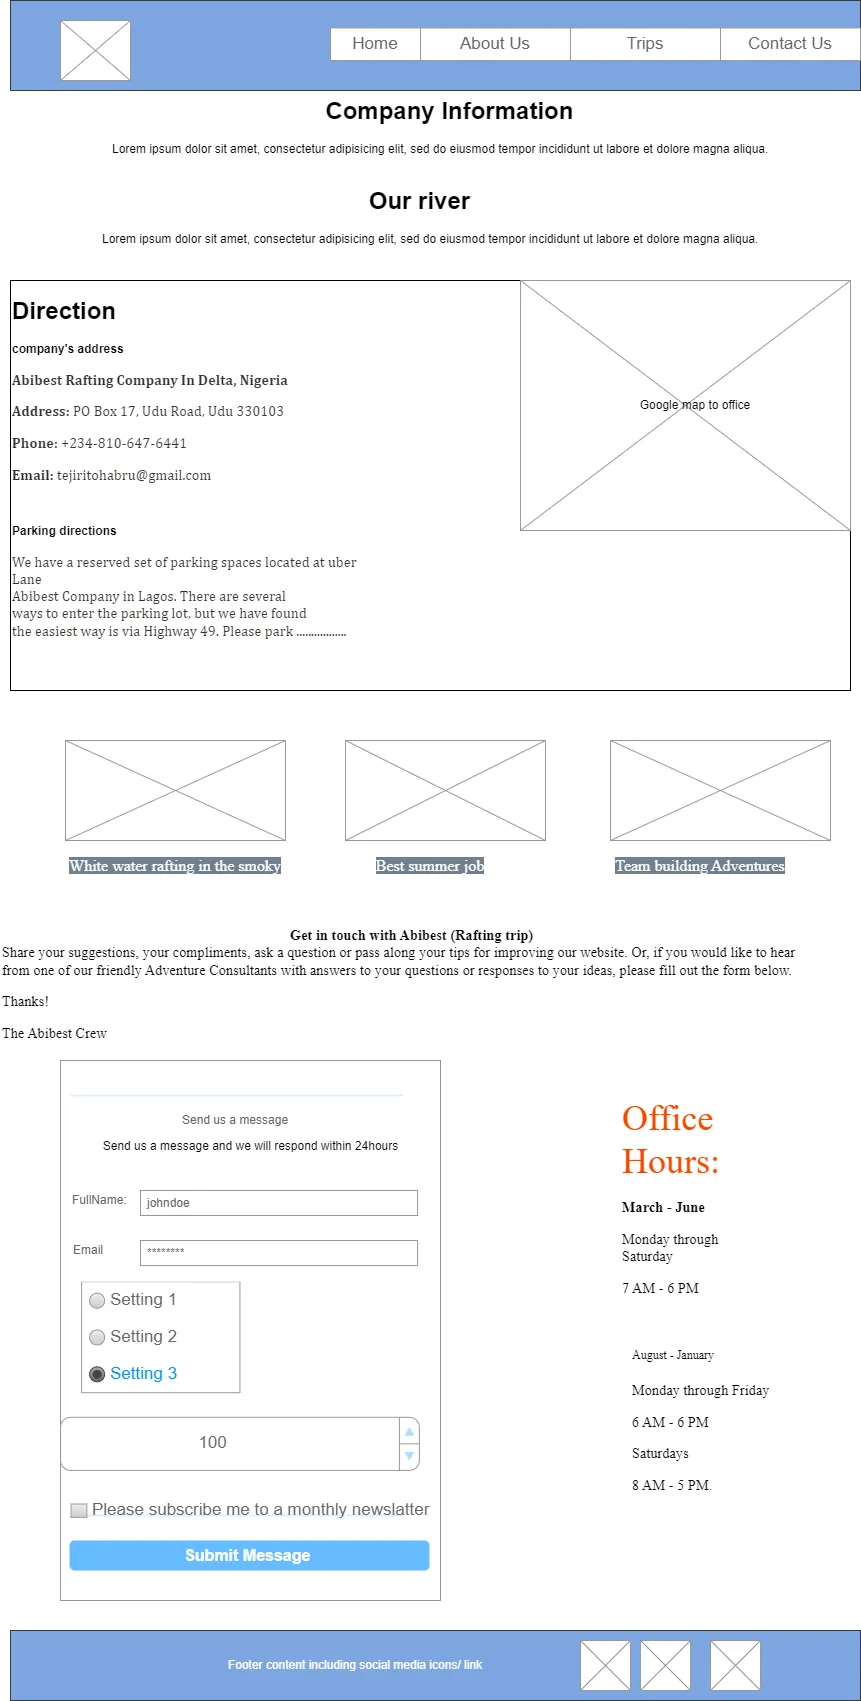 Home About Us Trips Contact Us
Company Information
Lorem ipsum dolor sit amet, consectetur adipisicing elit, sed do eiusmod tempor incididunt ut labore et dolore magna aliqua.
Our river
Lorem ipsum dolor sit amet, consectetur adipisicing elit, sed do eiusmod tempor incididunt ut labore et dolore magna aliqua.
Direction
company's address
Abibest Rafting Company In Delta, Nigeria
Address: PO Box 17, Udu Road, Udu 330103
Phone: +234-810-647-6441
Email: tejiritohabru@gmail.com
Google map to office
Parking directions
We have a reserved set of parking spaces located at uber
Lane
Abibest Company in Lagos. There are several
ways to enter the parking lot, but we have found
the easiest way is via Highway 49. Please park .................
White water rafting in the smoky
Best summer job
Team building Adventures
Get in touch with Abibest (Rafting trip)
Share your suggestions, your compliments, ask a question or pass along your tips for improving our website. Or, if you would like to hear
from one of our friendly Adventure Consultants with answers to your questions or responses to your ideas, please fill out the form below.
Thanks!
The Abibest Crew
Send us a message
Send us a message and we will respond within 24hours
FullName: johndoe
Email ********
Setting 1
Setting 2
Setting 3
100
Please subscribe me to a monthly newslatter
Submit Message
Office
Hours:
March - June
Monday through
Saturday
7 AM - 6 PM
August - January
Monday through Friday
6 AM - 6 PM
Saturdays
8 AM - 5 PM.
Footer content including social media icons/ link